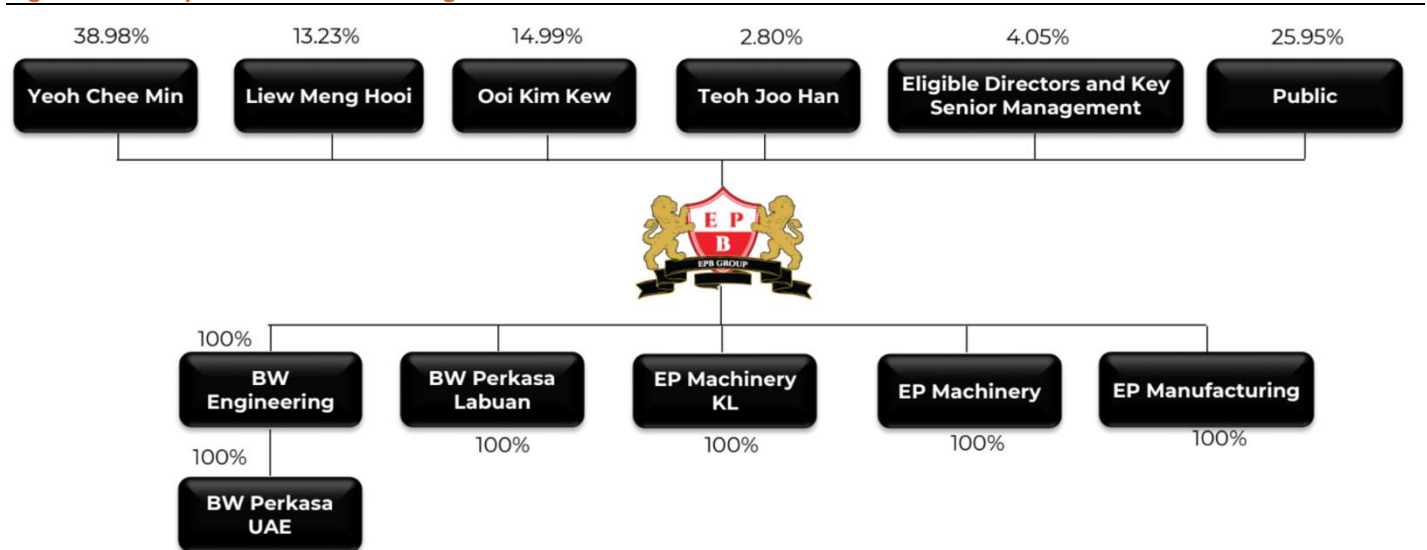 38.98%
13.23%
14.99%
2.80%
4.05%
25.95%
Yeoh Chee Min
Liew Meng Hooi
Ooi Kim Kew
Teoh Joo Han
Eligible Directors and Key
Senior Management
Public
E P
B
EPB GROUP
100%
BW
Engineering
BW Perkasa
Labuan
EP Machinery
KL
EP Machinery
EP Manufacturing
100%
100%
100%
100%
100%
BW Perkasa
UAE